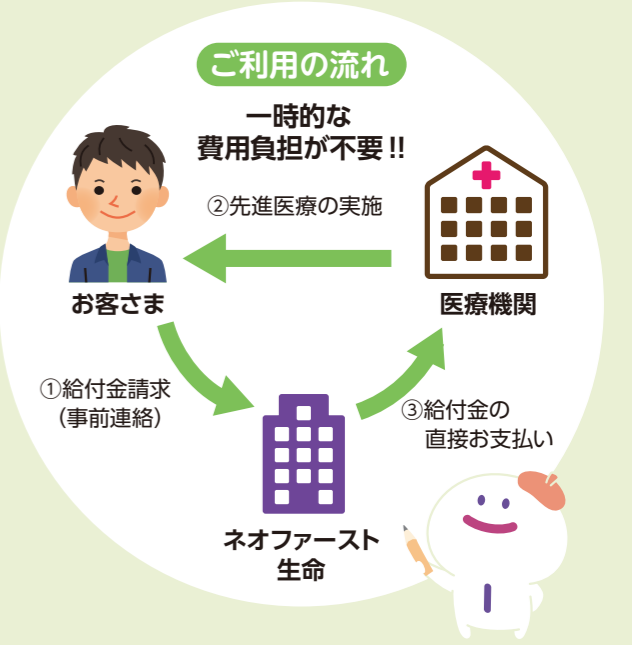 ご利用の流れ
一時的な
費用負担が不要!!
②先進医療の実施
お客さま
医療機関
①給付金請求
（事前連絡）
③給付金の
直接お支払い
ネオファースト
生命